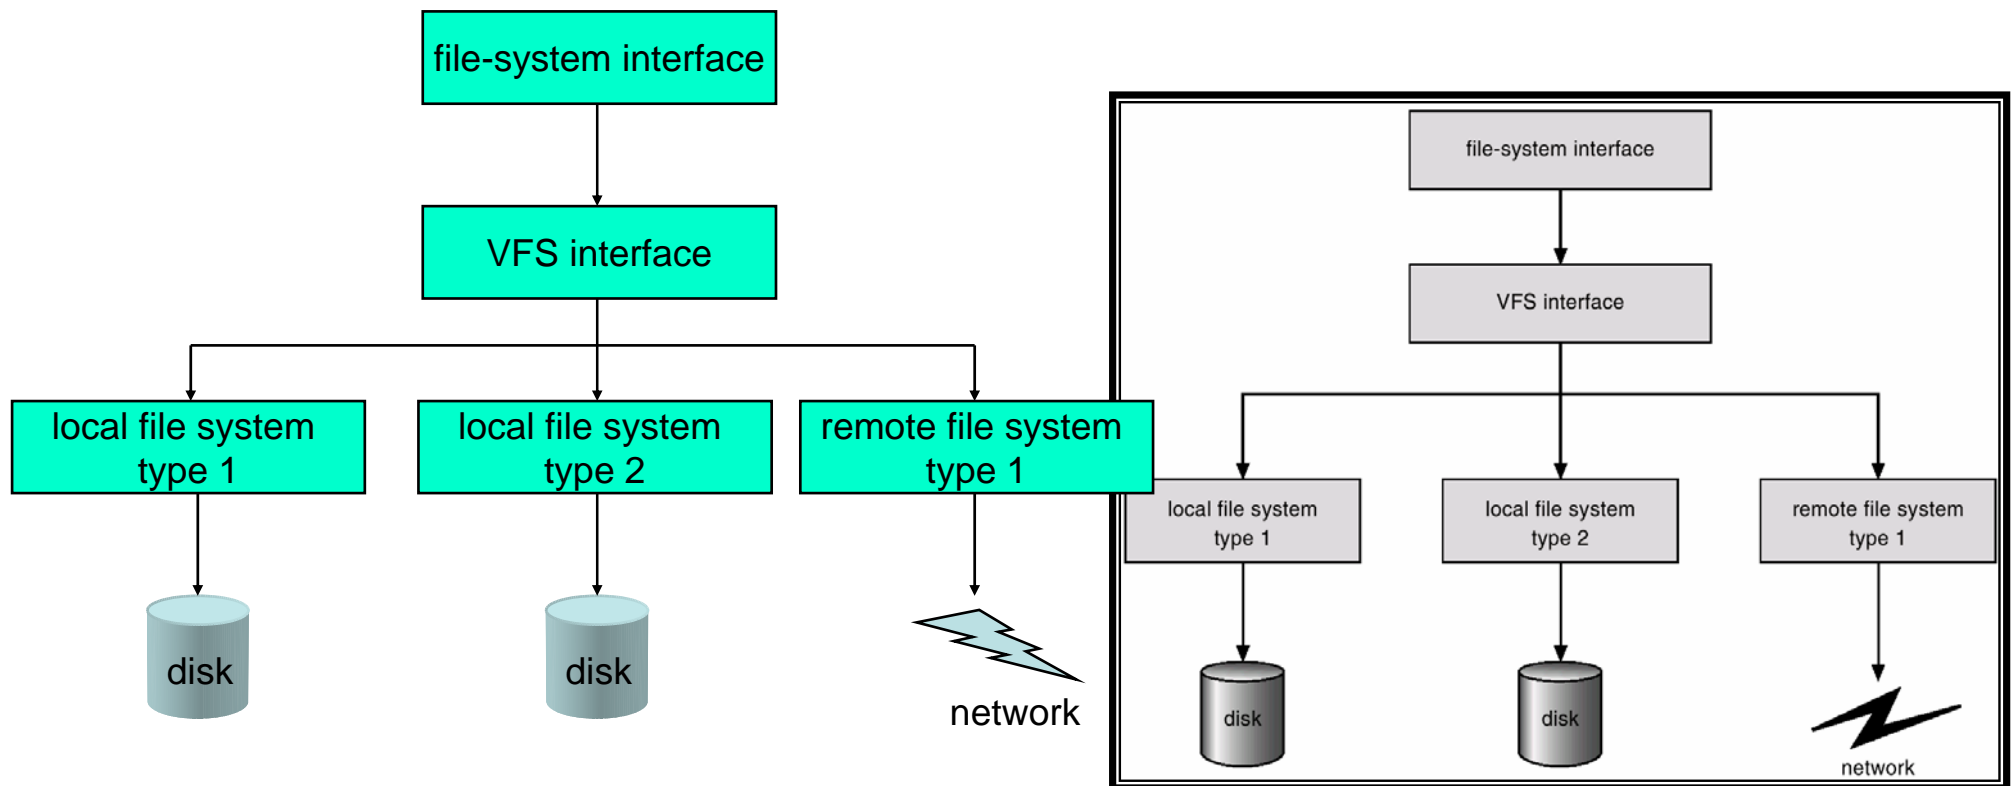 file-system interface
VFS interface
local file system
type 1
local file system
type 2
remote file system
type 1
disk
disk
network
file-system interface
VFS interface
local file system
type 1
local file system
type 2
remote file system
type 1
disk
disk
network